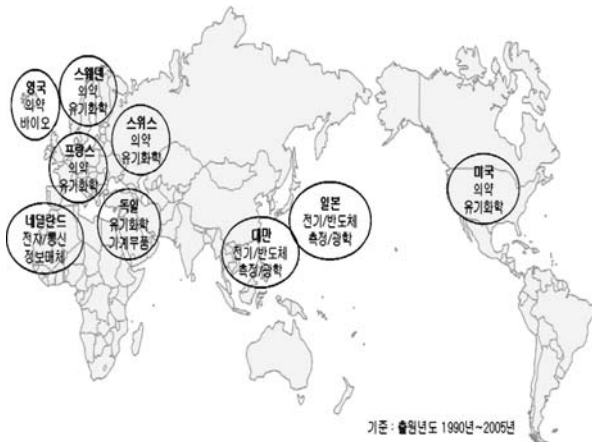 영국
의약
바이오
스웨덴
의약
유기화학
스위스
의약
유기화학
프랑스
의약
유기화학
네덜란드
전자/통신
정보매체
독일
유기화학
기계부품
대만
전기/반도체
측정/광학
일본
전기/반도체
측정/광학
미국
의약
유기화학
기준 : 출원년도 1990년~2005년